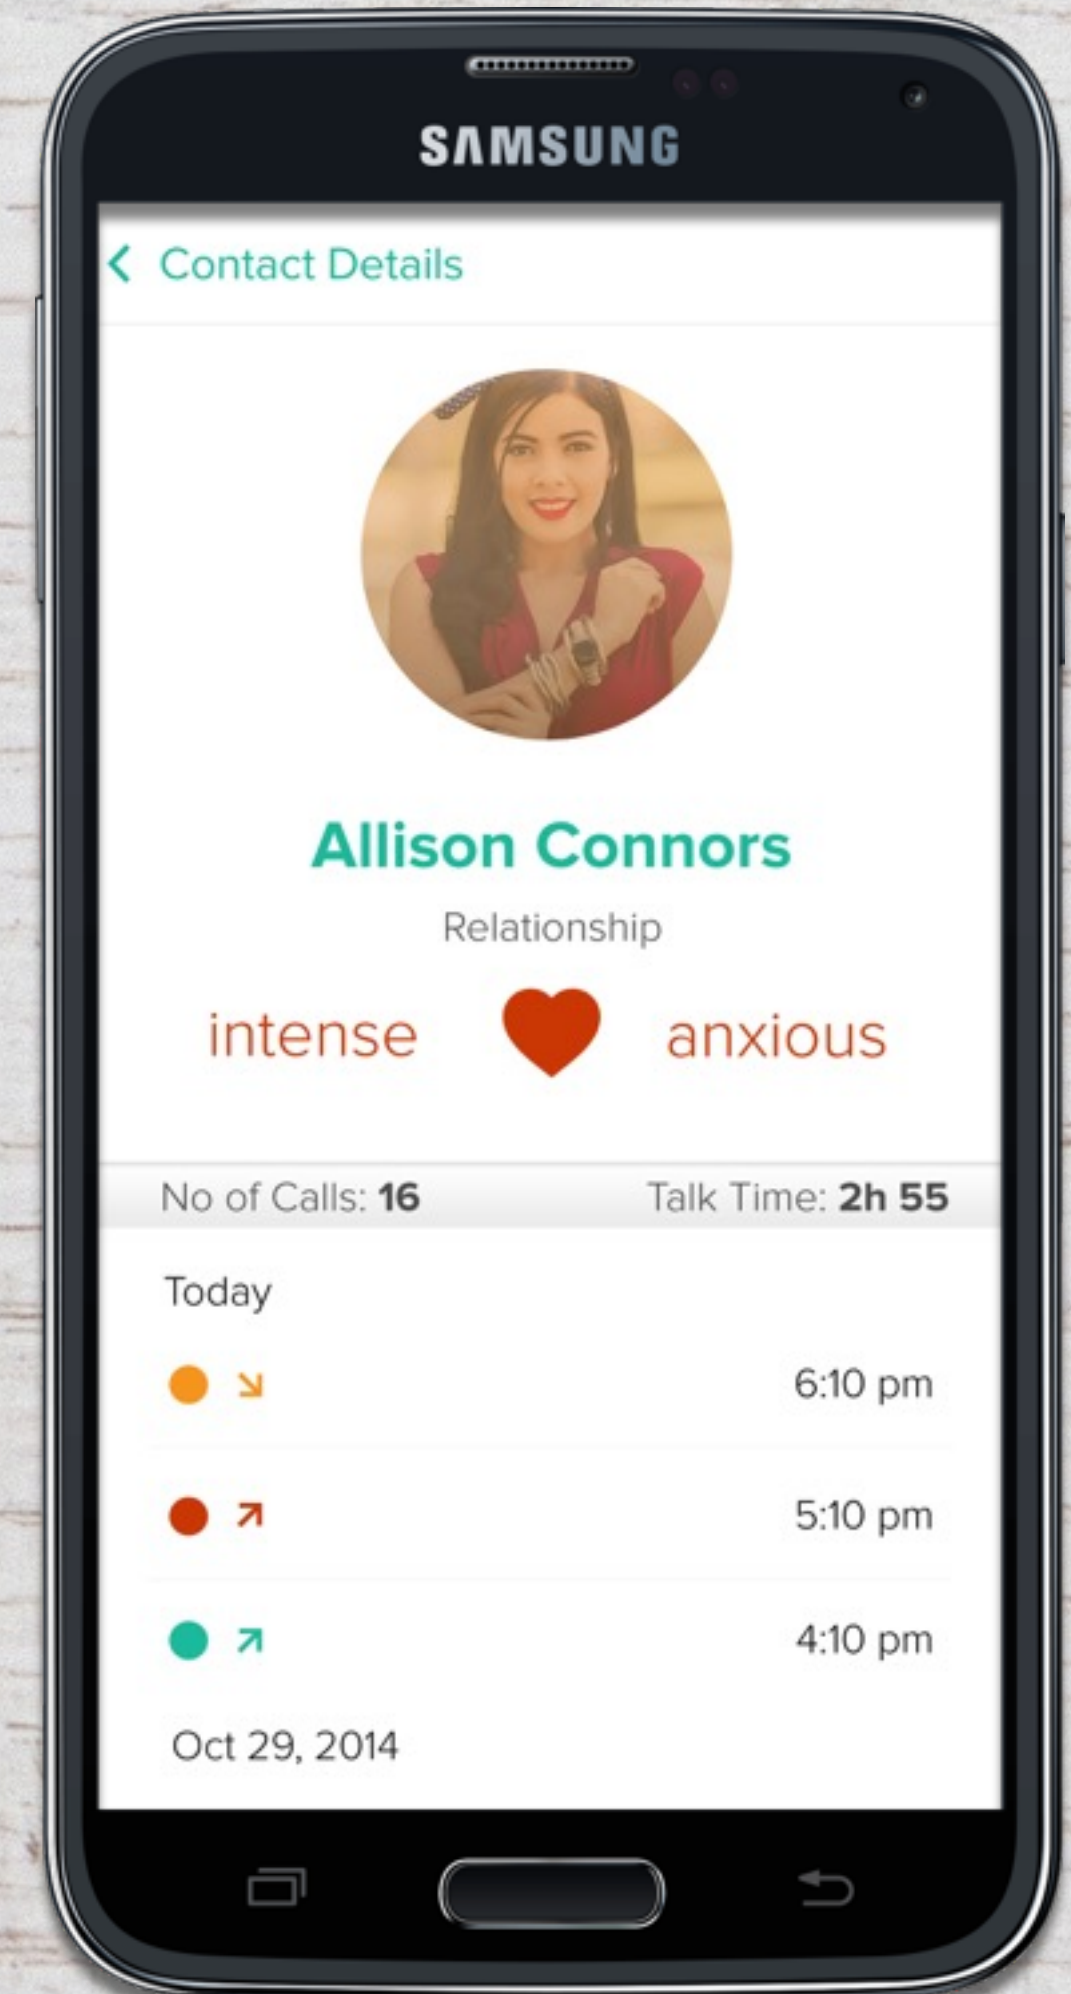 SAMSUNG
Contact Details
Allison Connors
Relationship
intense anxious
No of Calls: 16 Talk Time: 2h 55
Today
6:10 pm
5:10 pm
4:10 pm
Oct 29, 2014